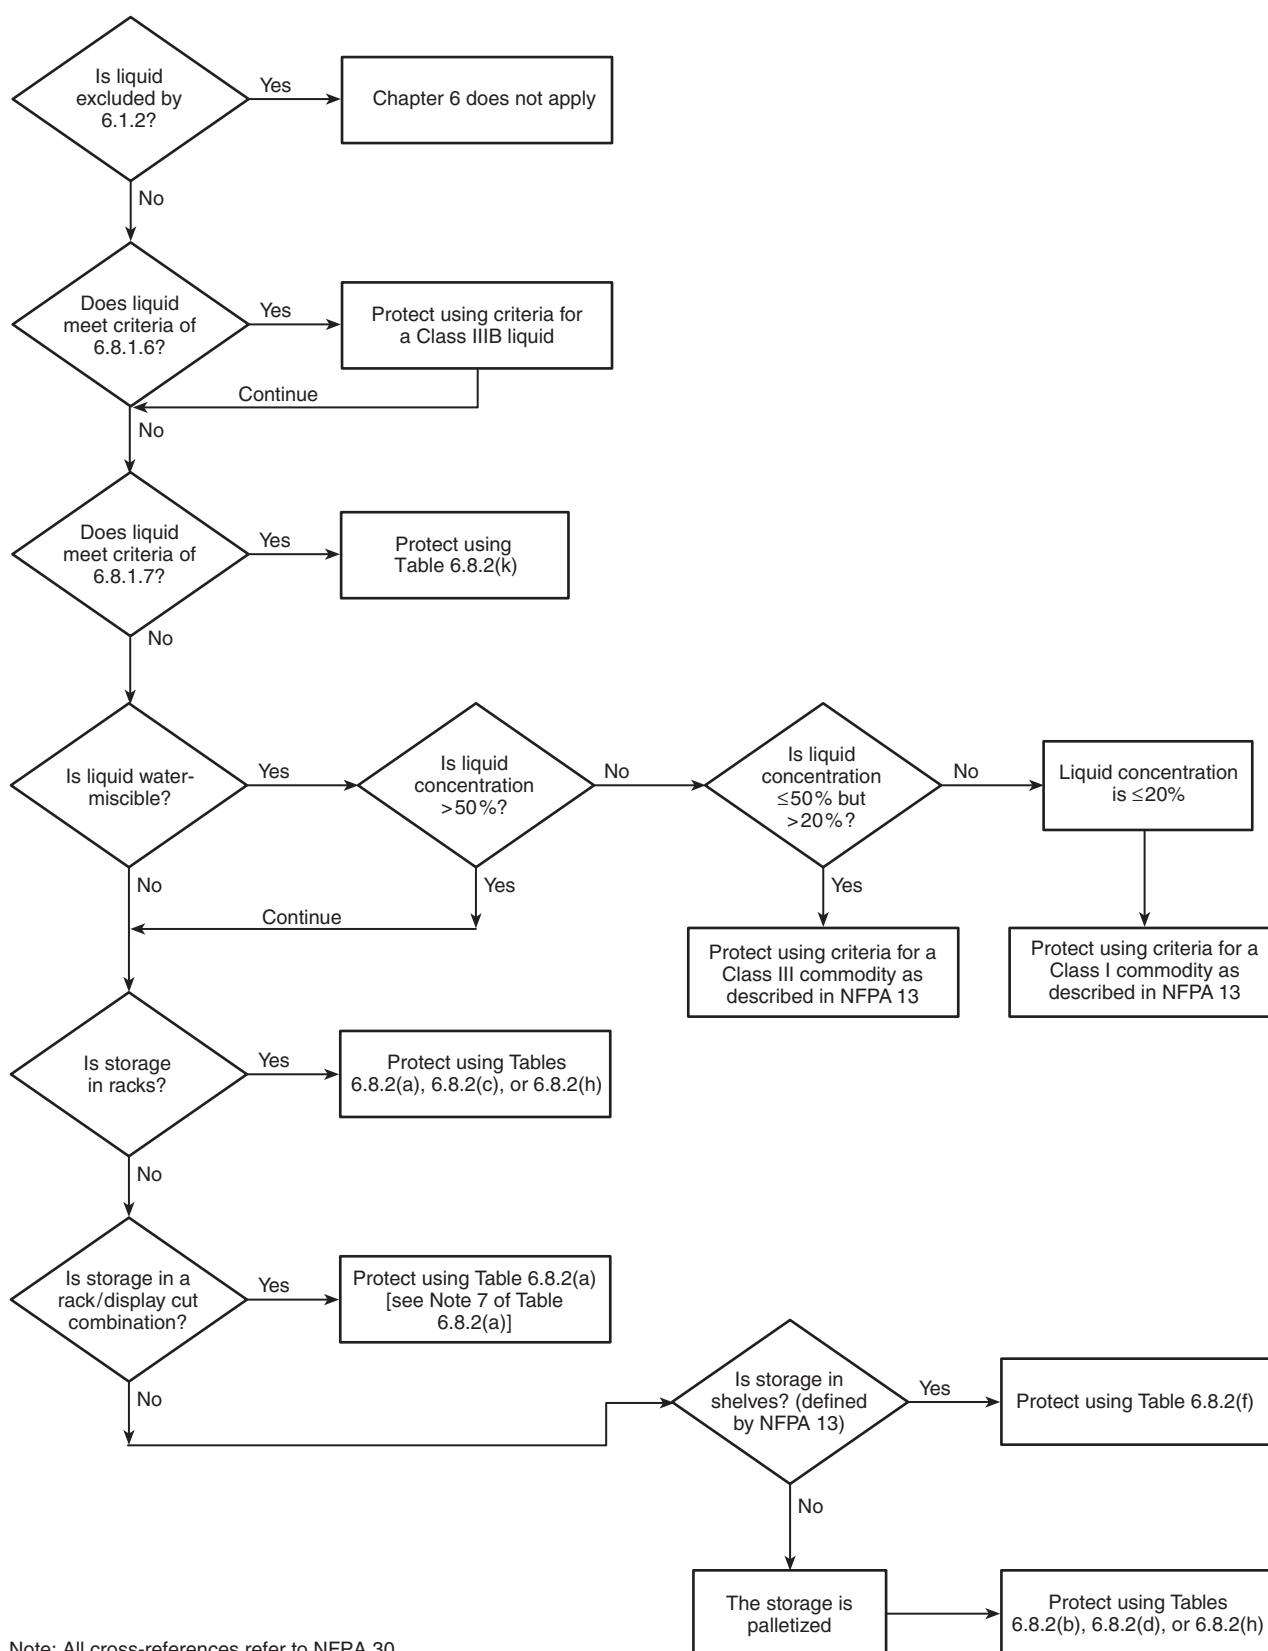 Is liquid
excluded by
6.1.2?
Yes
Chapter 6 does not apply
No
Does liquid
meet criteria of
6.8.1.6?
Yes
Protect using criteria for
a Class IIIB liquid
Continue
No
Does liquid
meet criteria of
6.8.1.7?
Yes
Protect using
Table 6.8.2(k)
No
Is liquid water-
miscible?
Yes
Is liquid
concentration
>50%?
No
Is liquid
concentration
≤50% but
>20%?
No
Liquid concentration
is ≤20%
No
Yes
Continue
Yes
Protect using criteria for a
Class III commodity as
described in NFPA 13
Protect using criteria for a
Class I commodity as
described in NFPA 13
Is storage
in racks?
Yes
Protect using Tables
6.8.2(a), 6.8.2(c), or 6.8.2(h)
No
Is storage in a
rack/display cut
combination?
Yes
Protect using Table 6.8.2(a)
[see Note 7 of Table
6.8.2(a)]
No
Is storage in
shelves? (defined
by NFPA 13)
Yes
Protect using Table 6.8.2(f)
No
The storage is
palletized
Protect using Tables
6.8.2(b), 6.8.2(d), or 6.8.2(h)
Note: All cross-references refer to NFPA 30